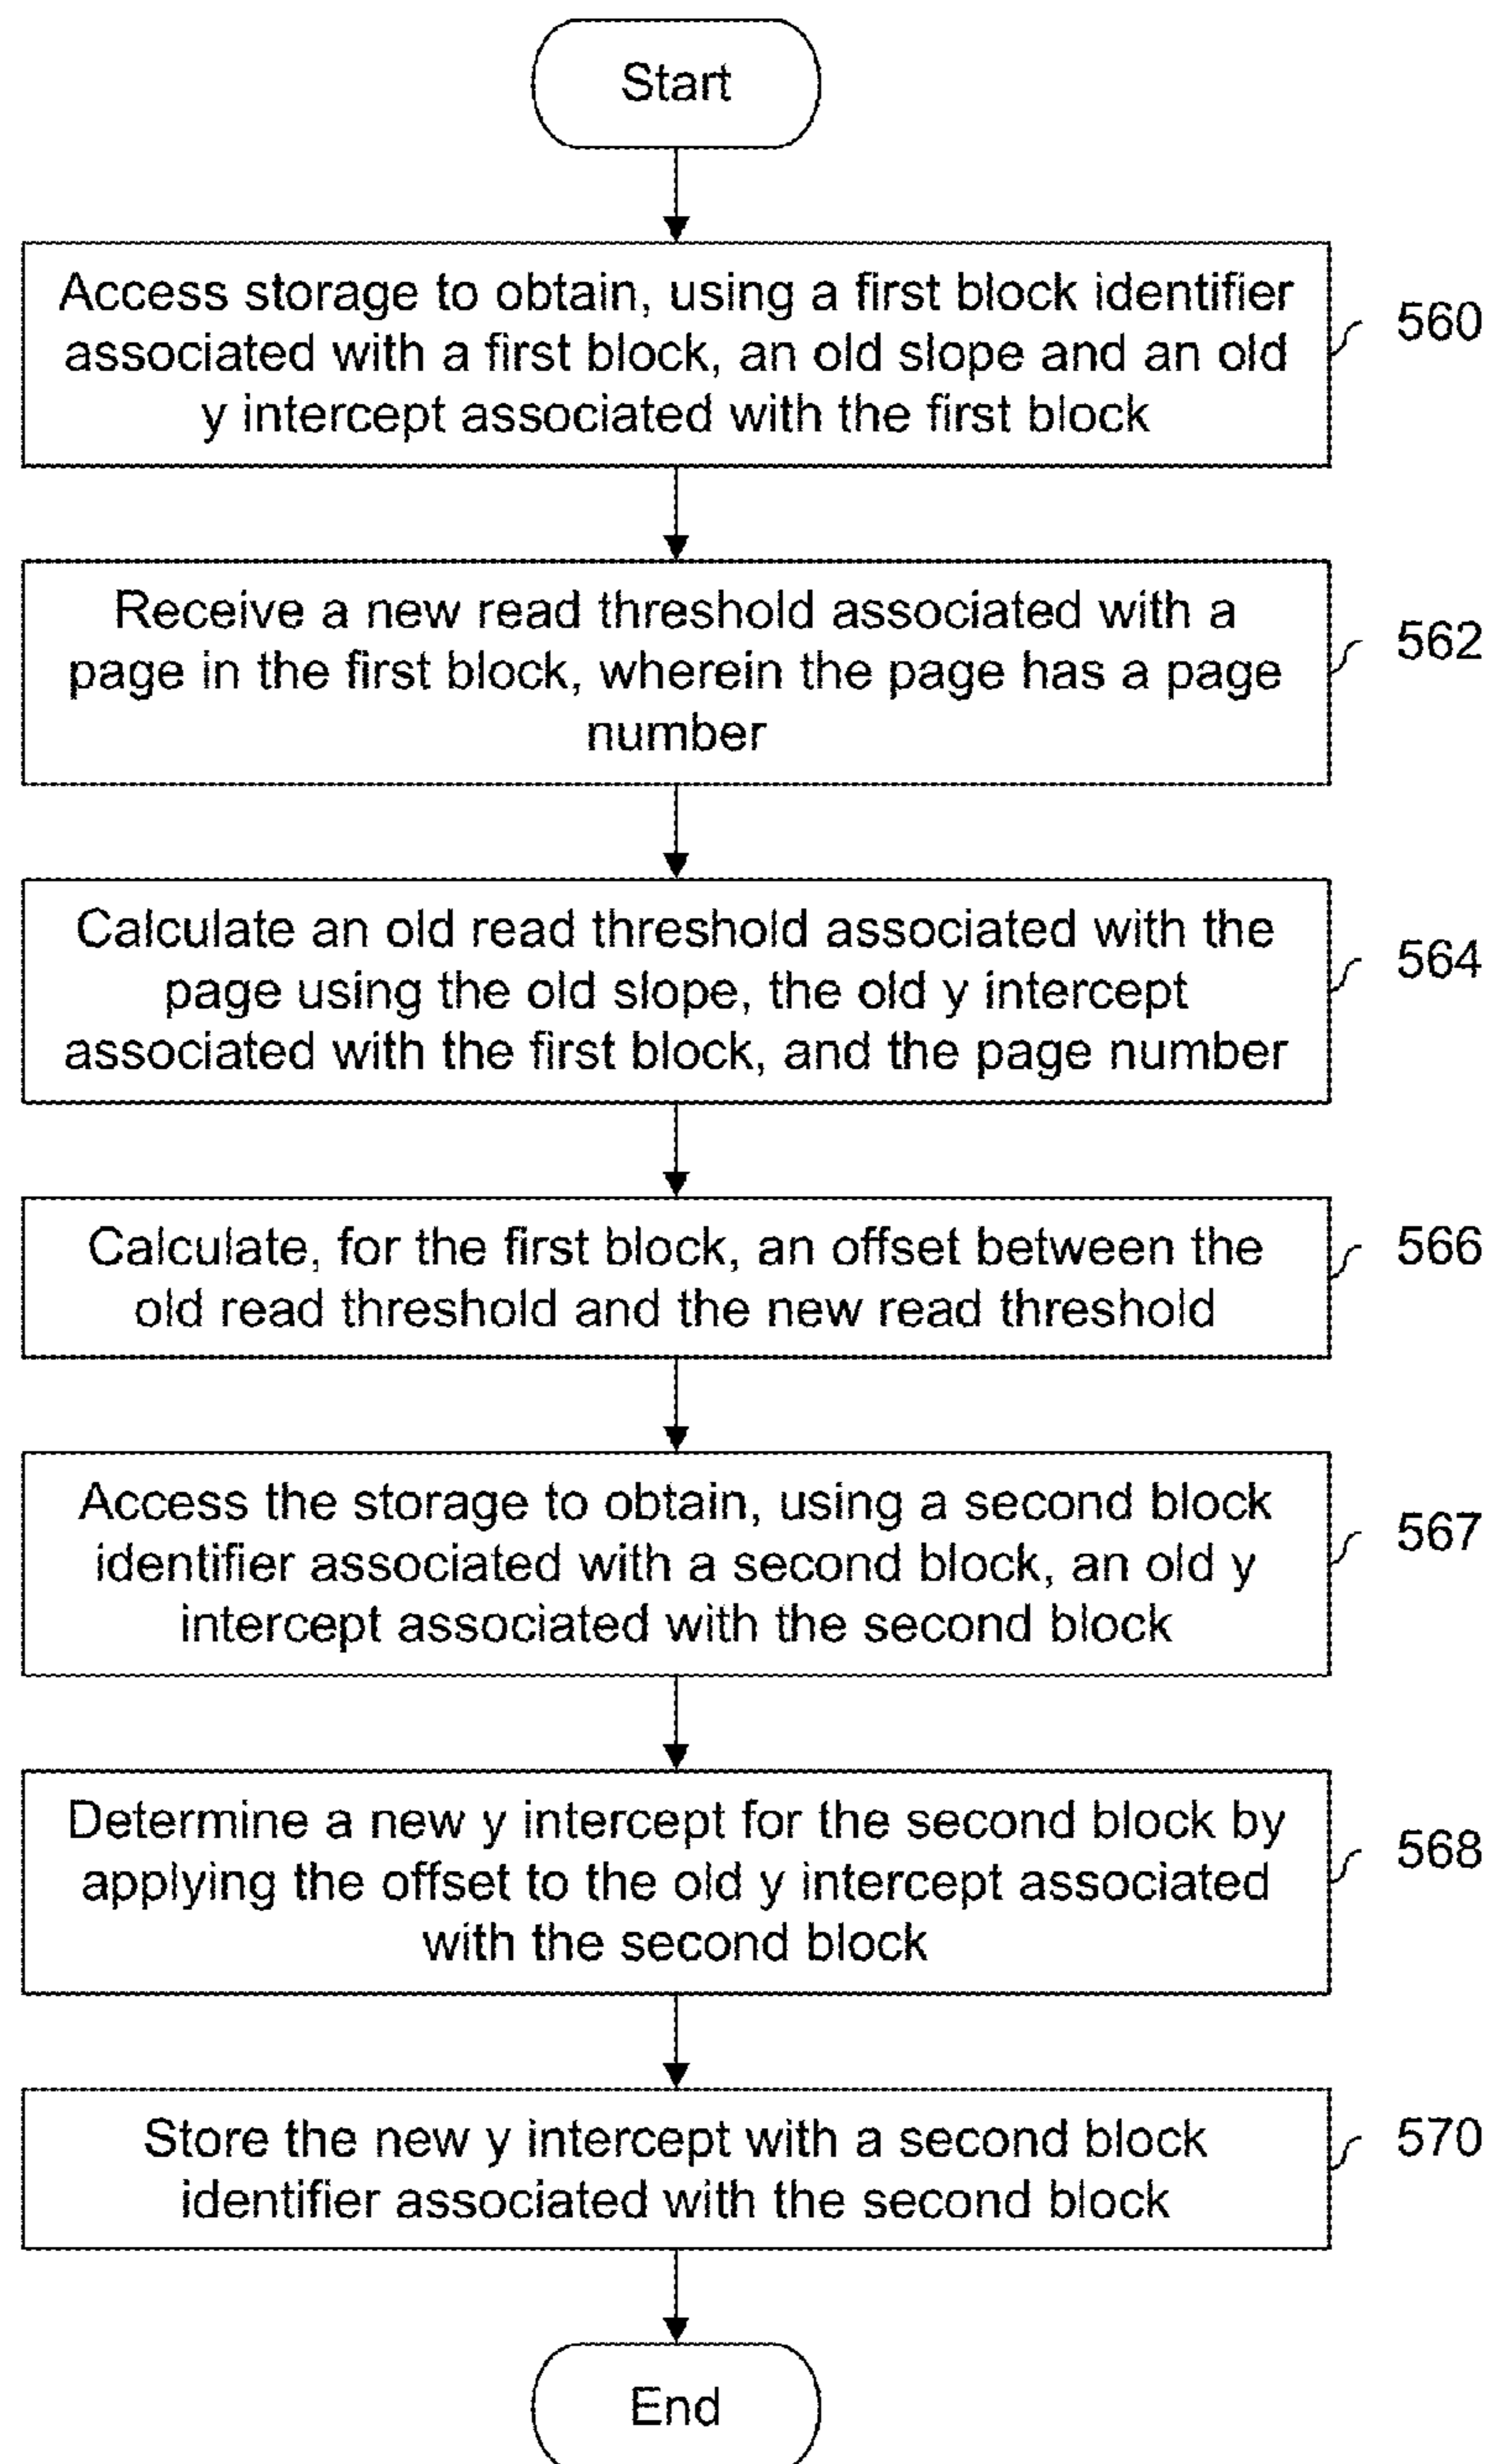 Start
Access storage to obtain, using a first block identifier
associated with a first block, an old slope and an old
y intercept associated with the first block
560
Receive a new read threshold associated with a
page in the first block, wherein the page has a page
number
562
Calculate an old read threshold associated with the
page using the old slope, the old y intercept
associated with the first block, and the page number
564
Calculate, for the first block, an offset between the
old read threshold and the new read threshold
566
Access the storage to obtain, using a second block
identifier associated with a second block, an old y
intercept associated with the second block
567
Determine a new y intercept for the second block by
applying the offset to the old y intercept associated
with the second block
568
Store the new y intercept with a second block
identifier associated with the second block
570
End